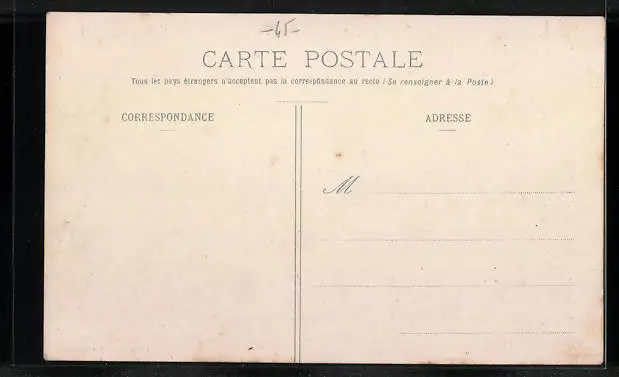 -45-
CARTE POSTALE
Tous les pays étrangers n'acceptent pas la correspondance au recto (Se renseigner à la Poste)
CORRESPONDANCE
ADRESSE
M